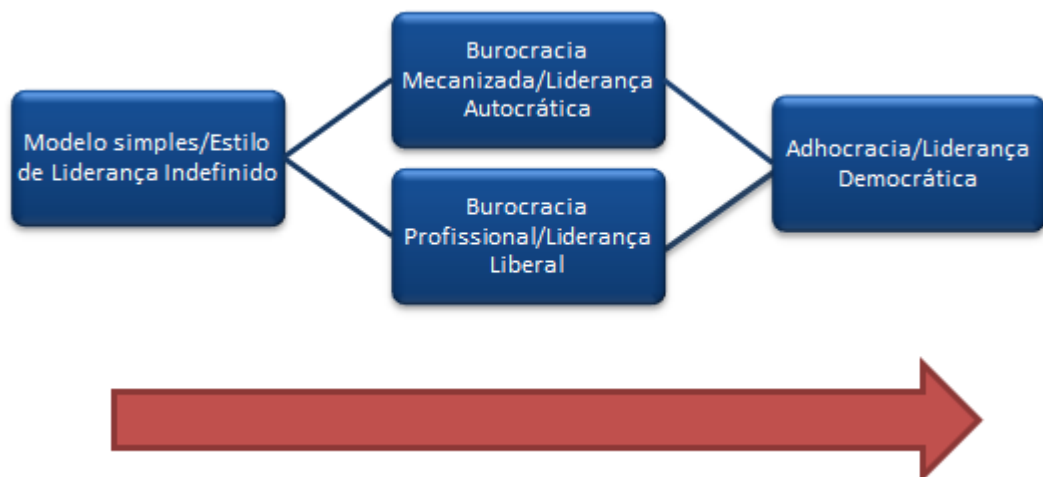 Modelo simples/Estilo
de Liderança Indefinido
Burocracia
Mecanizada/Liderança
Autocrática
Burocracia
Profissional/Liderança
Liberal
Adhocracia/Liderança
Democrática